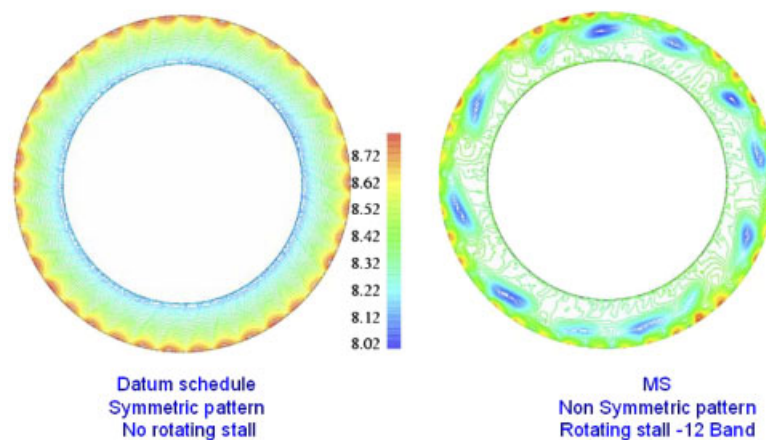 8.72
8.62
8.52
8.42
8.32
8.22
8.12
8.02
Datum schedule
Symmetric pattern
No rotating stall
MS
Non Symmetric pattern
Rotating stall -12 Band